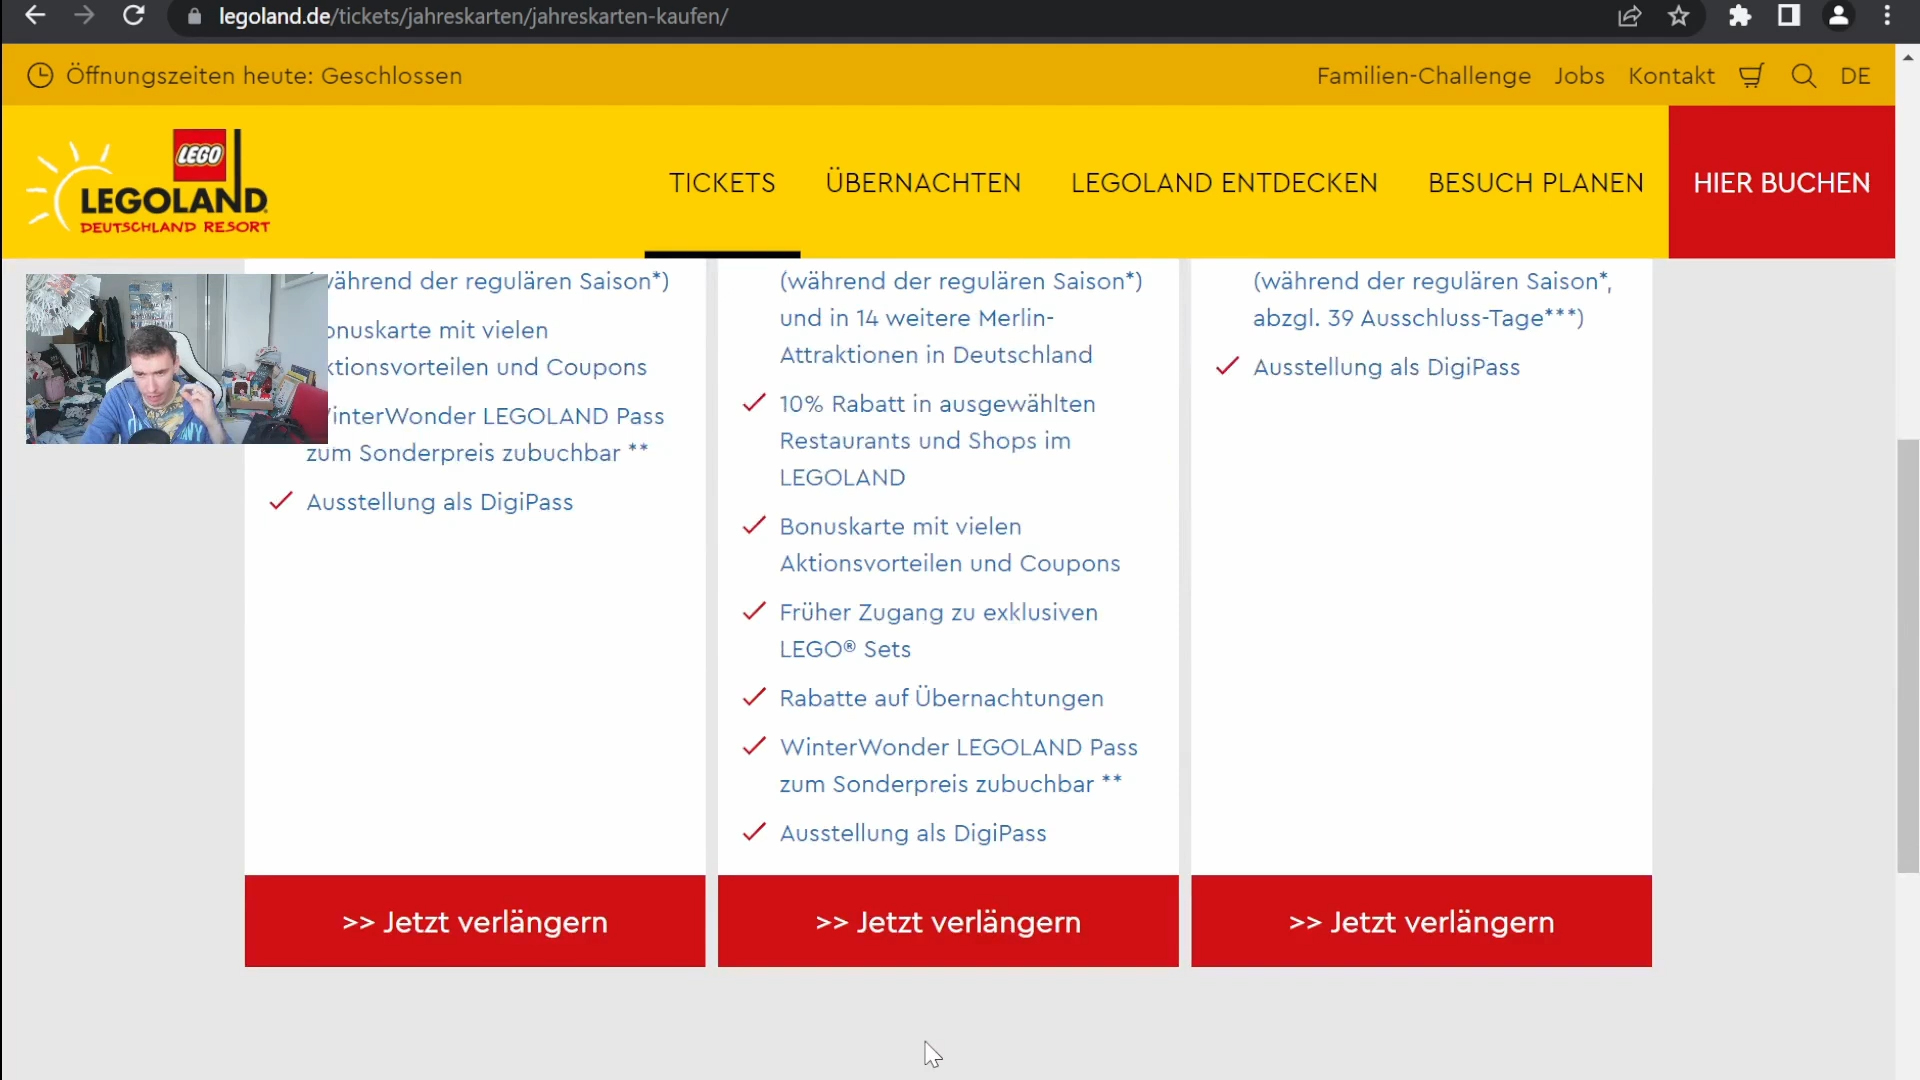 legoland.de/tickets/jahreskarten/jahreskarten-kaufen/
Öffnungszeiten heute: Geschlossen
Familien-Challenge
Jobs
Kontakt
DE
LEGO
LEGOLAND
DEUTSCHLAND RESORT
TICKETS
ÜBERNACHTEN
LEGOLAND ENTDECKEN
BESUCH PLANEN
HIER BUCHEN
während der regulären Saison*)
onuskarte mit vielen
ktionsvorteilen und Coupons
interWonder LEGOLAND Pass
zum Sonderpreis zubuchbar **
Ausstellung als DigiPass
>> Jetzt verlängern
(während der regulären Saison*)
und in 14 weitere Merlin-
Attraktionen in Deutschland
10% Rabatt in ausgewählten
Restaurants und Shops im
LEGOLAND
Bonuskarte mit vielen
Aktionsvorteilen und Coupons
Früher Zugang zu exklusiven
LEGO® Sets
Rabatte auf Übernachtungen
WinterWonder LEGOLAND Pass
zum Sonderpreis zubuchbar **
Ausstellung als DigiPass
>> Jetzt verlängern
(während der regulären Saison*,
abzgl. 39 Ausschluss-Tage***)
Ausstellung als DigiPass
>> Jetzt verlängern